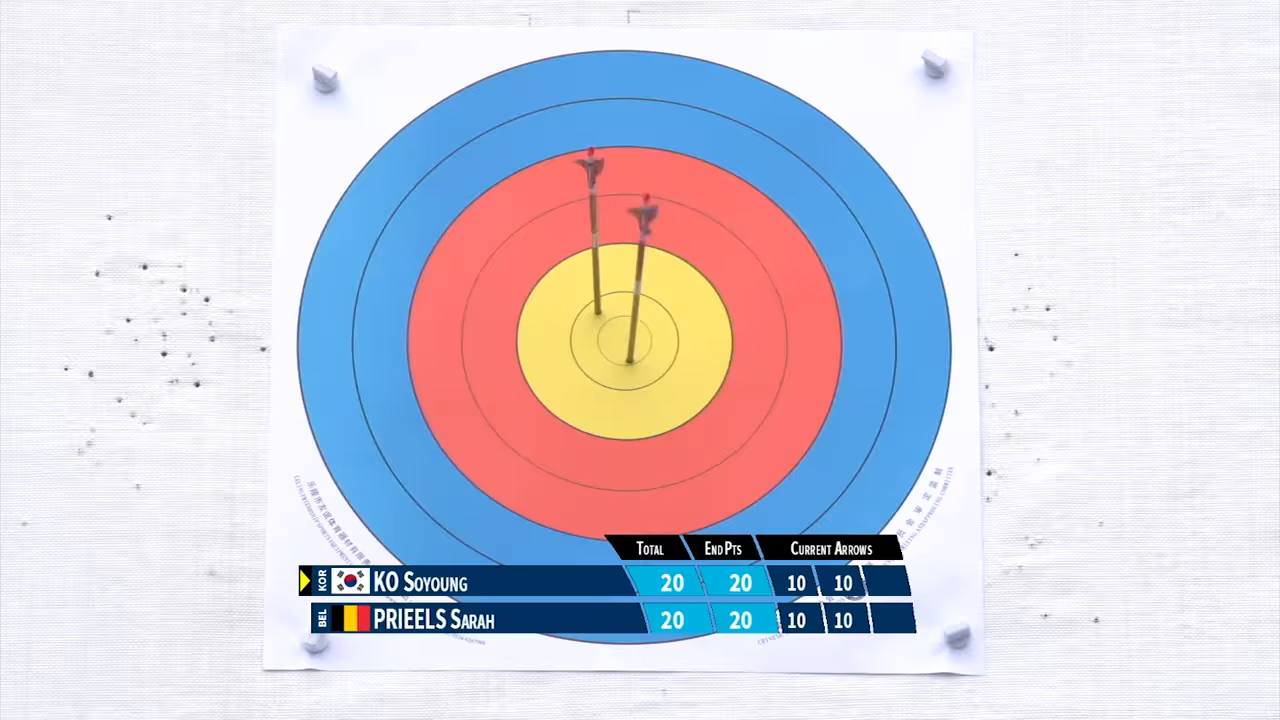 TOTAL END PTS CURRENT ARROWS
KOR KO SOYOUNG 20 20 10 10
BEL PRIEELS SARAH 20 20 10 10